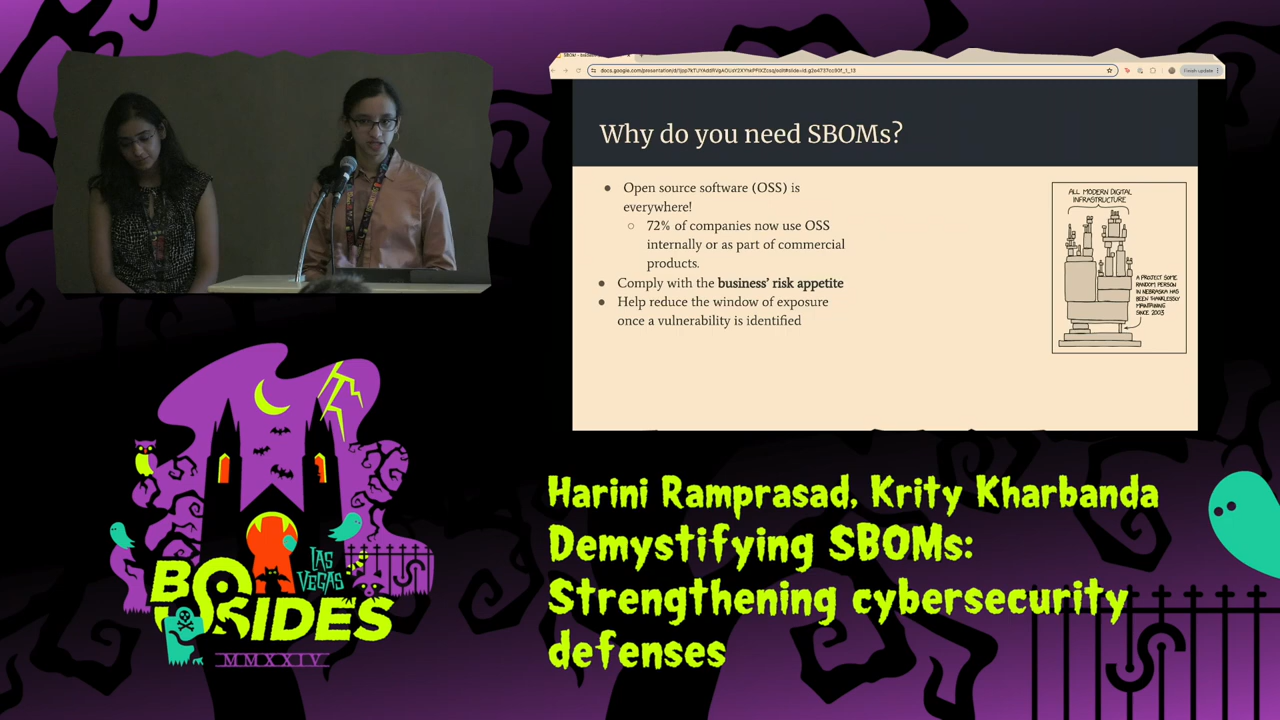 Why do you need SBOMs?
● Open source software (OSS) is
everywhere!
○ 72% of companies now use OSS
internally or as part of commercial
products.
● Comply with the business' risk appetite
● Help reduce the window of exposure
once a vulnerability is identified
ALL MODERN DIGITAL
INFRASTRUCTURE
A PROJECT SOME
RANDOM PERSON
IN NEBRASKA HAS
BEEN THANKLESSLY
MAINTAINING
SINCE 2003
Finish update
BSIDES
LAS
VEGAS
MMXXIV
Harini Ramprasad, Krity Kharbanda
Demystifying SBOMs:
Strengthening cybersecurity
defenses